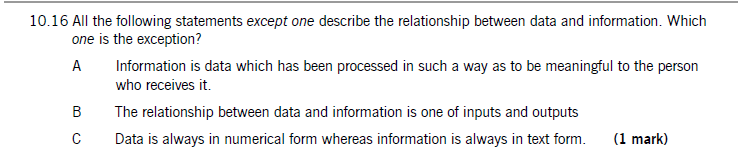 10.16 All the following statements except one describe the relationship between data and information. Which
one is the exception?
A Information is data which has been processed in such a way as to be meaningful to the person
who receives it.
B The relationship between data and information is one of inputs and outputs
C Data is always in numerical form whereas information is always in text form. (1 mark)